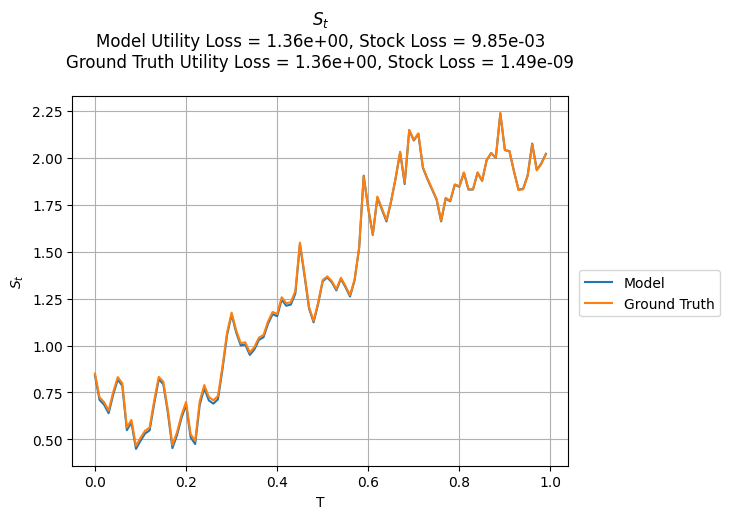 S_t
Model Utility Loss = 1.36e+00, Stock Loss = 9.85e-03
Ground Truth Utility Loss = 1.36e+00, Stock Loss = 1.49e-09
2.25
2.00
1.75
1.50
1.25
1.00
0.75
0.50
S_t
0.0
0.2
0.4
0.6
0.8
1.0
T
Model
Ground Truth